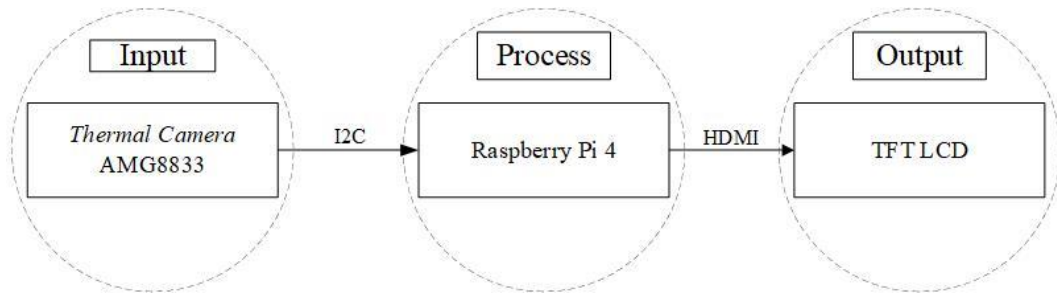 Input
Process
Output
Thermal Camera
AMG8833
I2C
Raspberry Pi 4
HDMI
TFT LCD